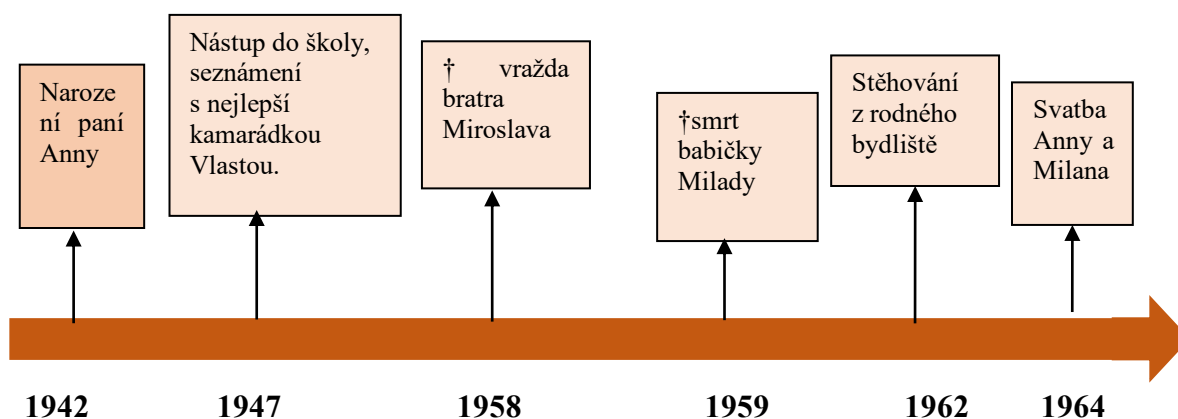 Naroze
ní paní
Anny
Nástup do školy,
seznámení
s nejlepší
kamarádkou
Vlastou.
† vražda
bratra
Miroslava
†smrt
babičky
Milady
Stěhování
z rodného
bydliště
Svatba
Anny a
Milana
1942 1947 1958 1959 1962 1964